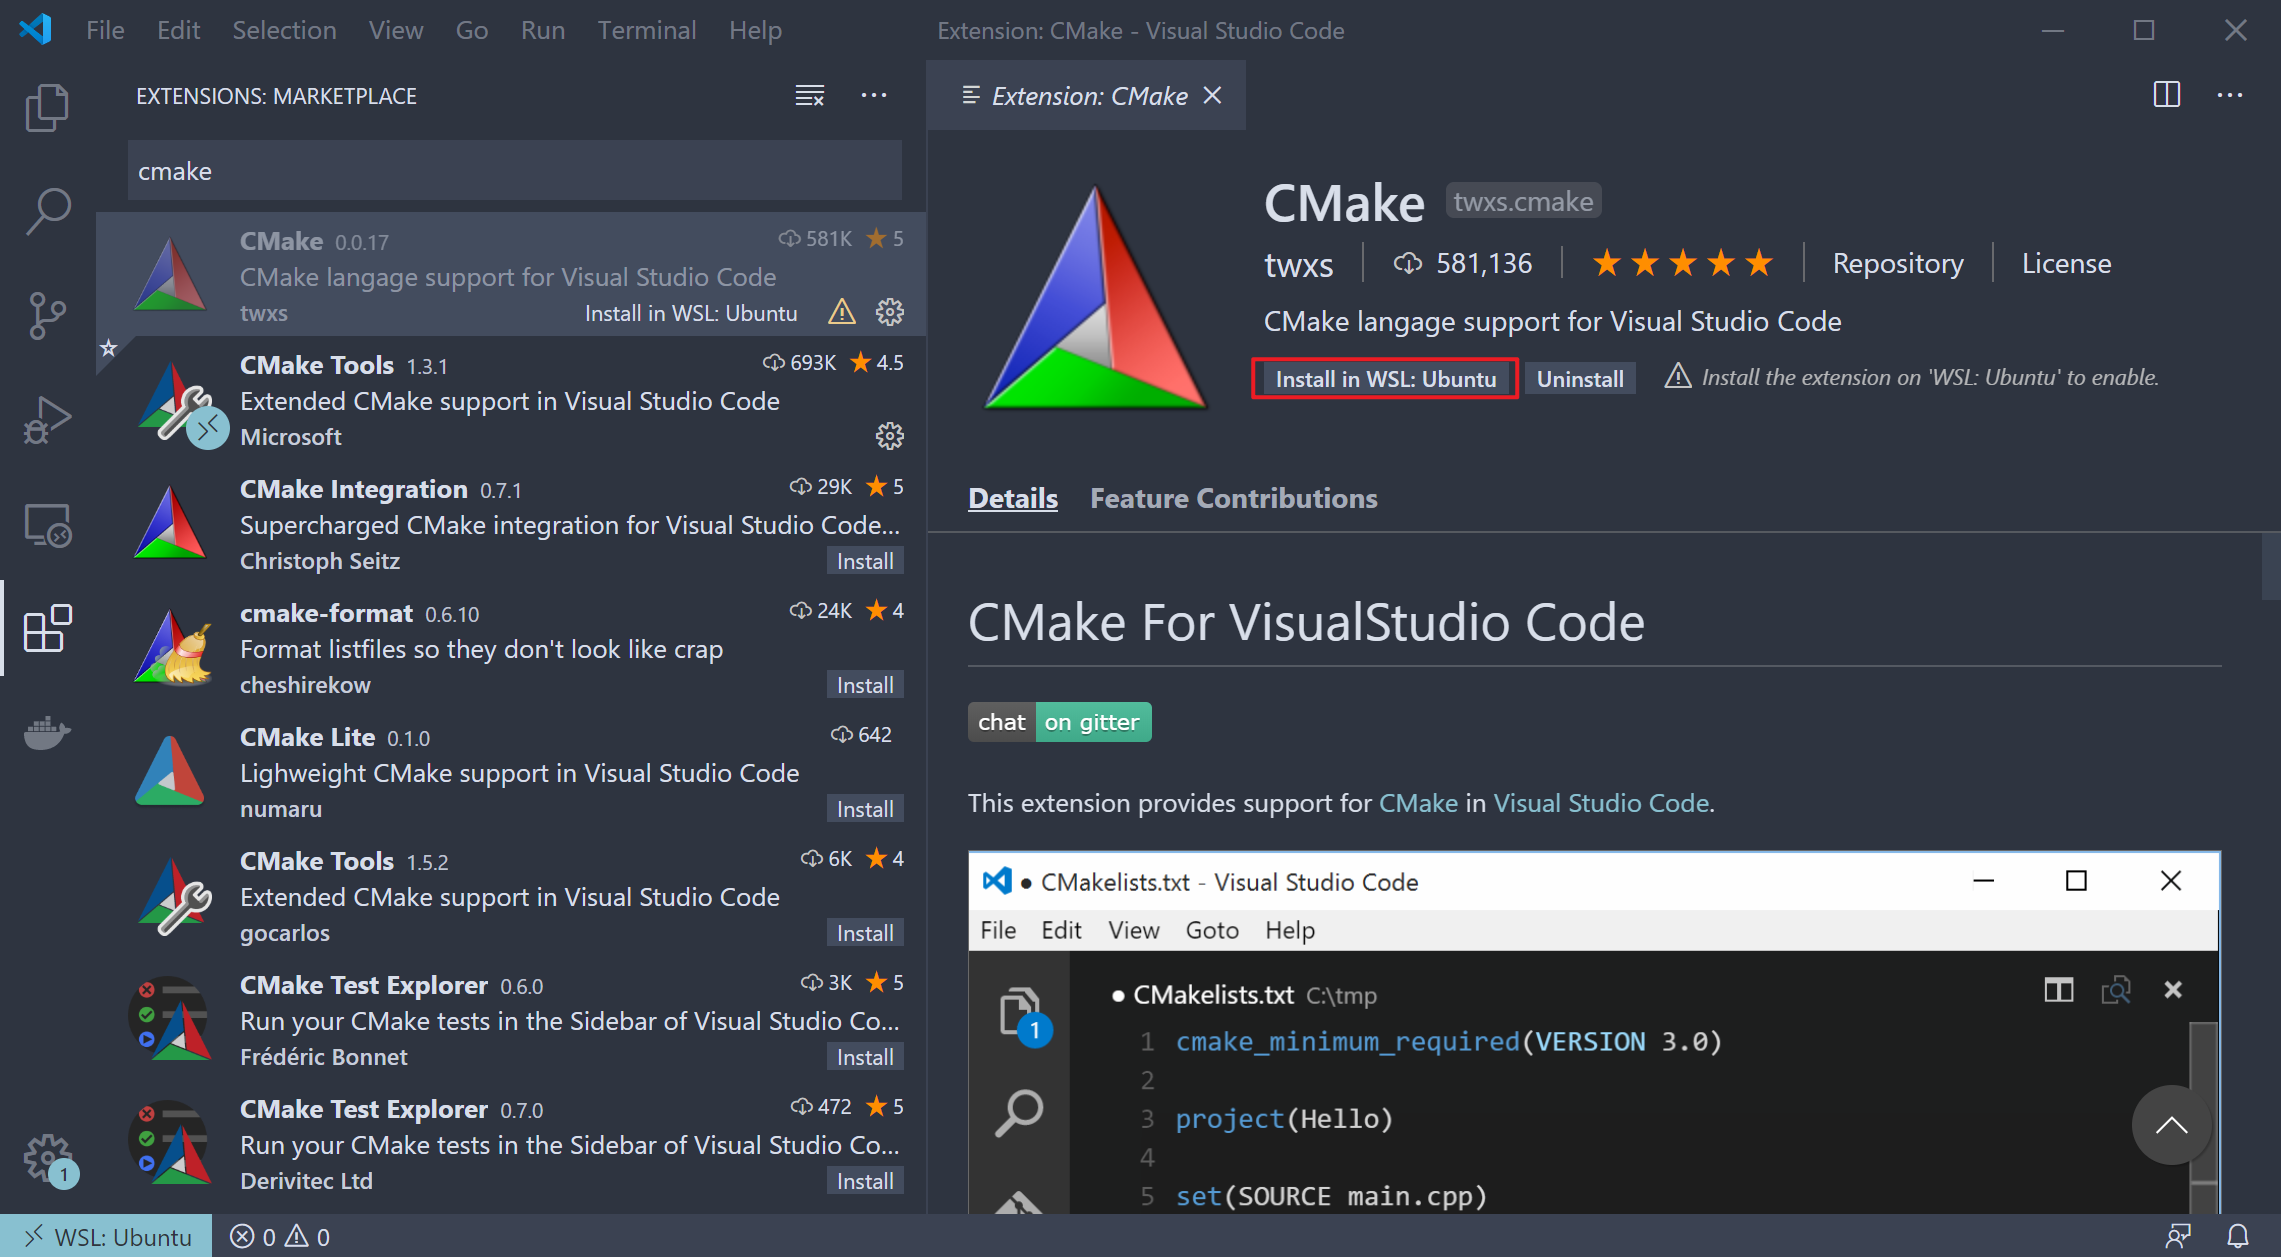 File Edit Selection View Go Run Terminal Help
Extension: CMake - Visual Studio Code
EXTENSIONS: MARKETPLACE
cmake
CMake 0.0.17 581K 5
CMake langage support for Visual Studio Code
twxs Install in WSL: Ubuntu
CMake Tools 1.3.1 693K 4.5
Extended CMake support in Visual Studio Code
Microsoft
CMake Integration 0.7.1 29K 5
Supercharged CMake integration for Visual Studio Code...
Christoph Seitz Install
cmake-format 0.6.10 24K 4
Format listfiles so they don't look like crap
cheshirekow Install
CMake Lite 0.1.0 642
Lighweight CMake support in Visual Studio Code
numaru Install
CMake Tools 1.5.2 6K 4
Extended CMake support in Visual Studio Code
gocarlos Install
CMake Test Explorer 0.6.0 3K 5
Run your CMake tests in the Sidebar of Visual Studio Co...
Frédéric Bonnet Install
CMake Test Explorer 0.7.0 472 5
Run your CMake tests in the Sidebar of Visual Studio Co...
Derivitec Ltd Install
1
Extension: CMake
CMake twxs.cmake
twxs 581,136 Repository License
CMake langage support for Visual Studio Code
Install in WSL: Ubuntu Uninstall Install the extension on 'WSL: Ubuntu' to enable.
Details Feature Contributions
CMake For VisualStudio Code
chat on gitter
This extension provides support for CMake in Visual Studio Code.
● CMakelists.txt - Visual Studio Code
File Edit View Goto Help
● CMakelists.txt C:\tmp
1
1 cmake_minimum_required(VERSION 3.0)
2
3 project(Hello)
4
5 set(SOURCE main.cpp)
WSL: Ubuntu 0 0